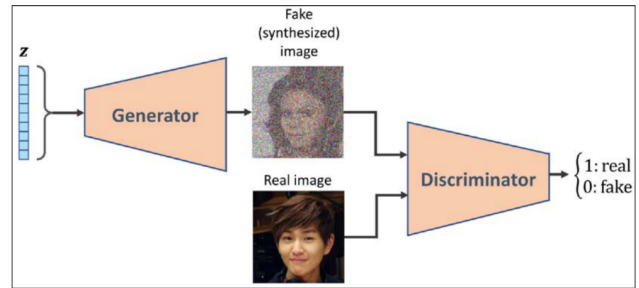 Fake
(synthesized)
image
z
Generator
Real image
Discriminator
1: real
0: fake